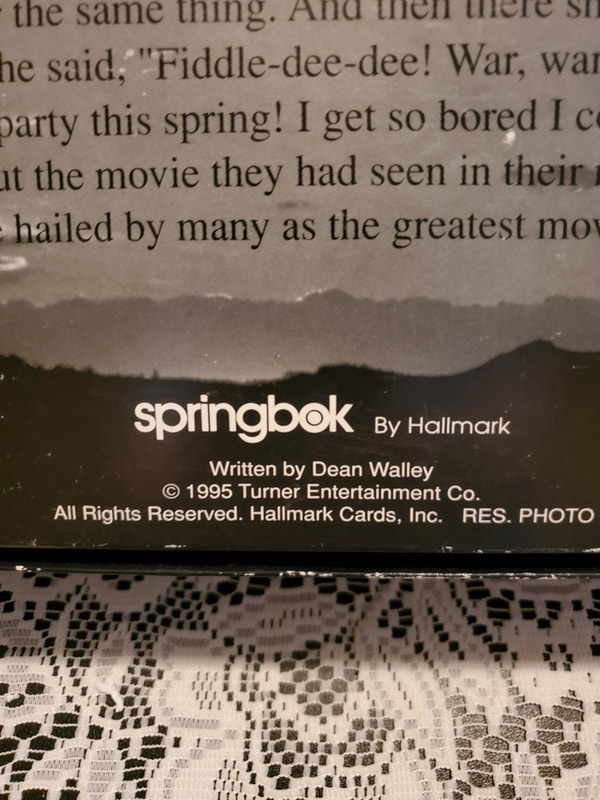 the same thing. And then there
he said, "Fiddle-dee-dee! War, war
party this spring! I get so bored I
the movie they had seen in their
hailed by many as the greatest
springbok By Hallmark
Written by Dean Walley
© 1995 Turner Entertainment Co.
All Rights Reserved. Hallmark Cards, Inc. RES. PHOTO